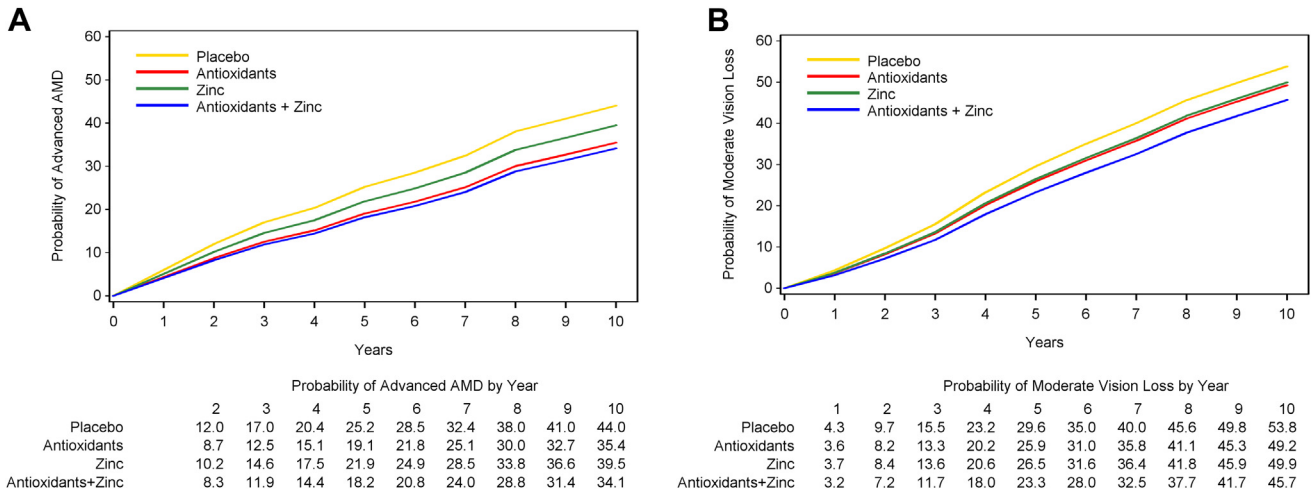 A
60
50
40
30
20
10
0
Probability of Advanced AMD
Placebo
Antioxidants
Zinc
Antioxidants + Zinc
0 1 2 3 4 5 6 7 8 9 10
Years
Probability of Advanced AMD by Year
2 3 4 5 6 7 8 9 10
Placebo 12.0 17.0 20.4 25.2 28.5 32.4 38.0 41.0 44.0
Antioxidants 8.7 12.5 15.1 19.1 21.8 25.1 30.0 32.7 35.4
Zinc 10.2 14.6 17.5 21.9 24.9 28.5 33.8 36.6 39.5
Antioxidants+Zinc 8.3 11.9 14.4 18.2 20.8 24.0 28.8 31.4 34.1
B
60
50
40
30
20
10
0
Probability of Moderate Vision Loss
Placebo
Antioxidants
Zinc
Antioxidants + Zinc
0 1 2 3 4 5 6 7 8 9 10
Years
Probability of Moderate Vision Loss by Year
1 2 3 4 5 6 7 8 9 10
Placebo 4.3 9.7 15.5 23.2 29.6 35.0 40.0 45.6 49.8 53.8
Antioxidants 3.6 8.2 13.3 20.2 25.9 31.0 35.8 41.1 45.3 49.2
Zinc 3.7 8.4 13.6 20.6 26.5 31.6 36.4 41.8 45.9 49.9
Antioxidants+Zinc 3.2 7.2 11.7 18.0 23.3 28.0 32.5 37.7 41.7 45.7